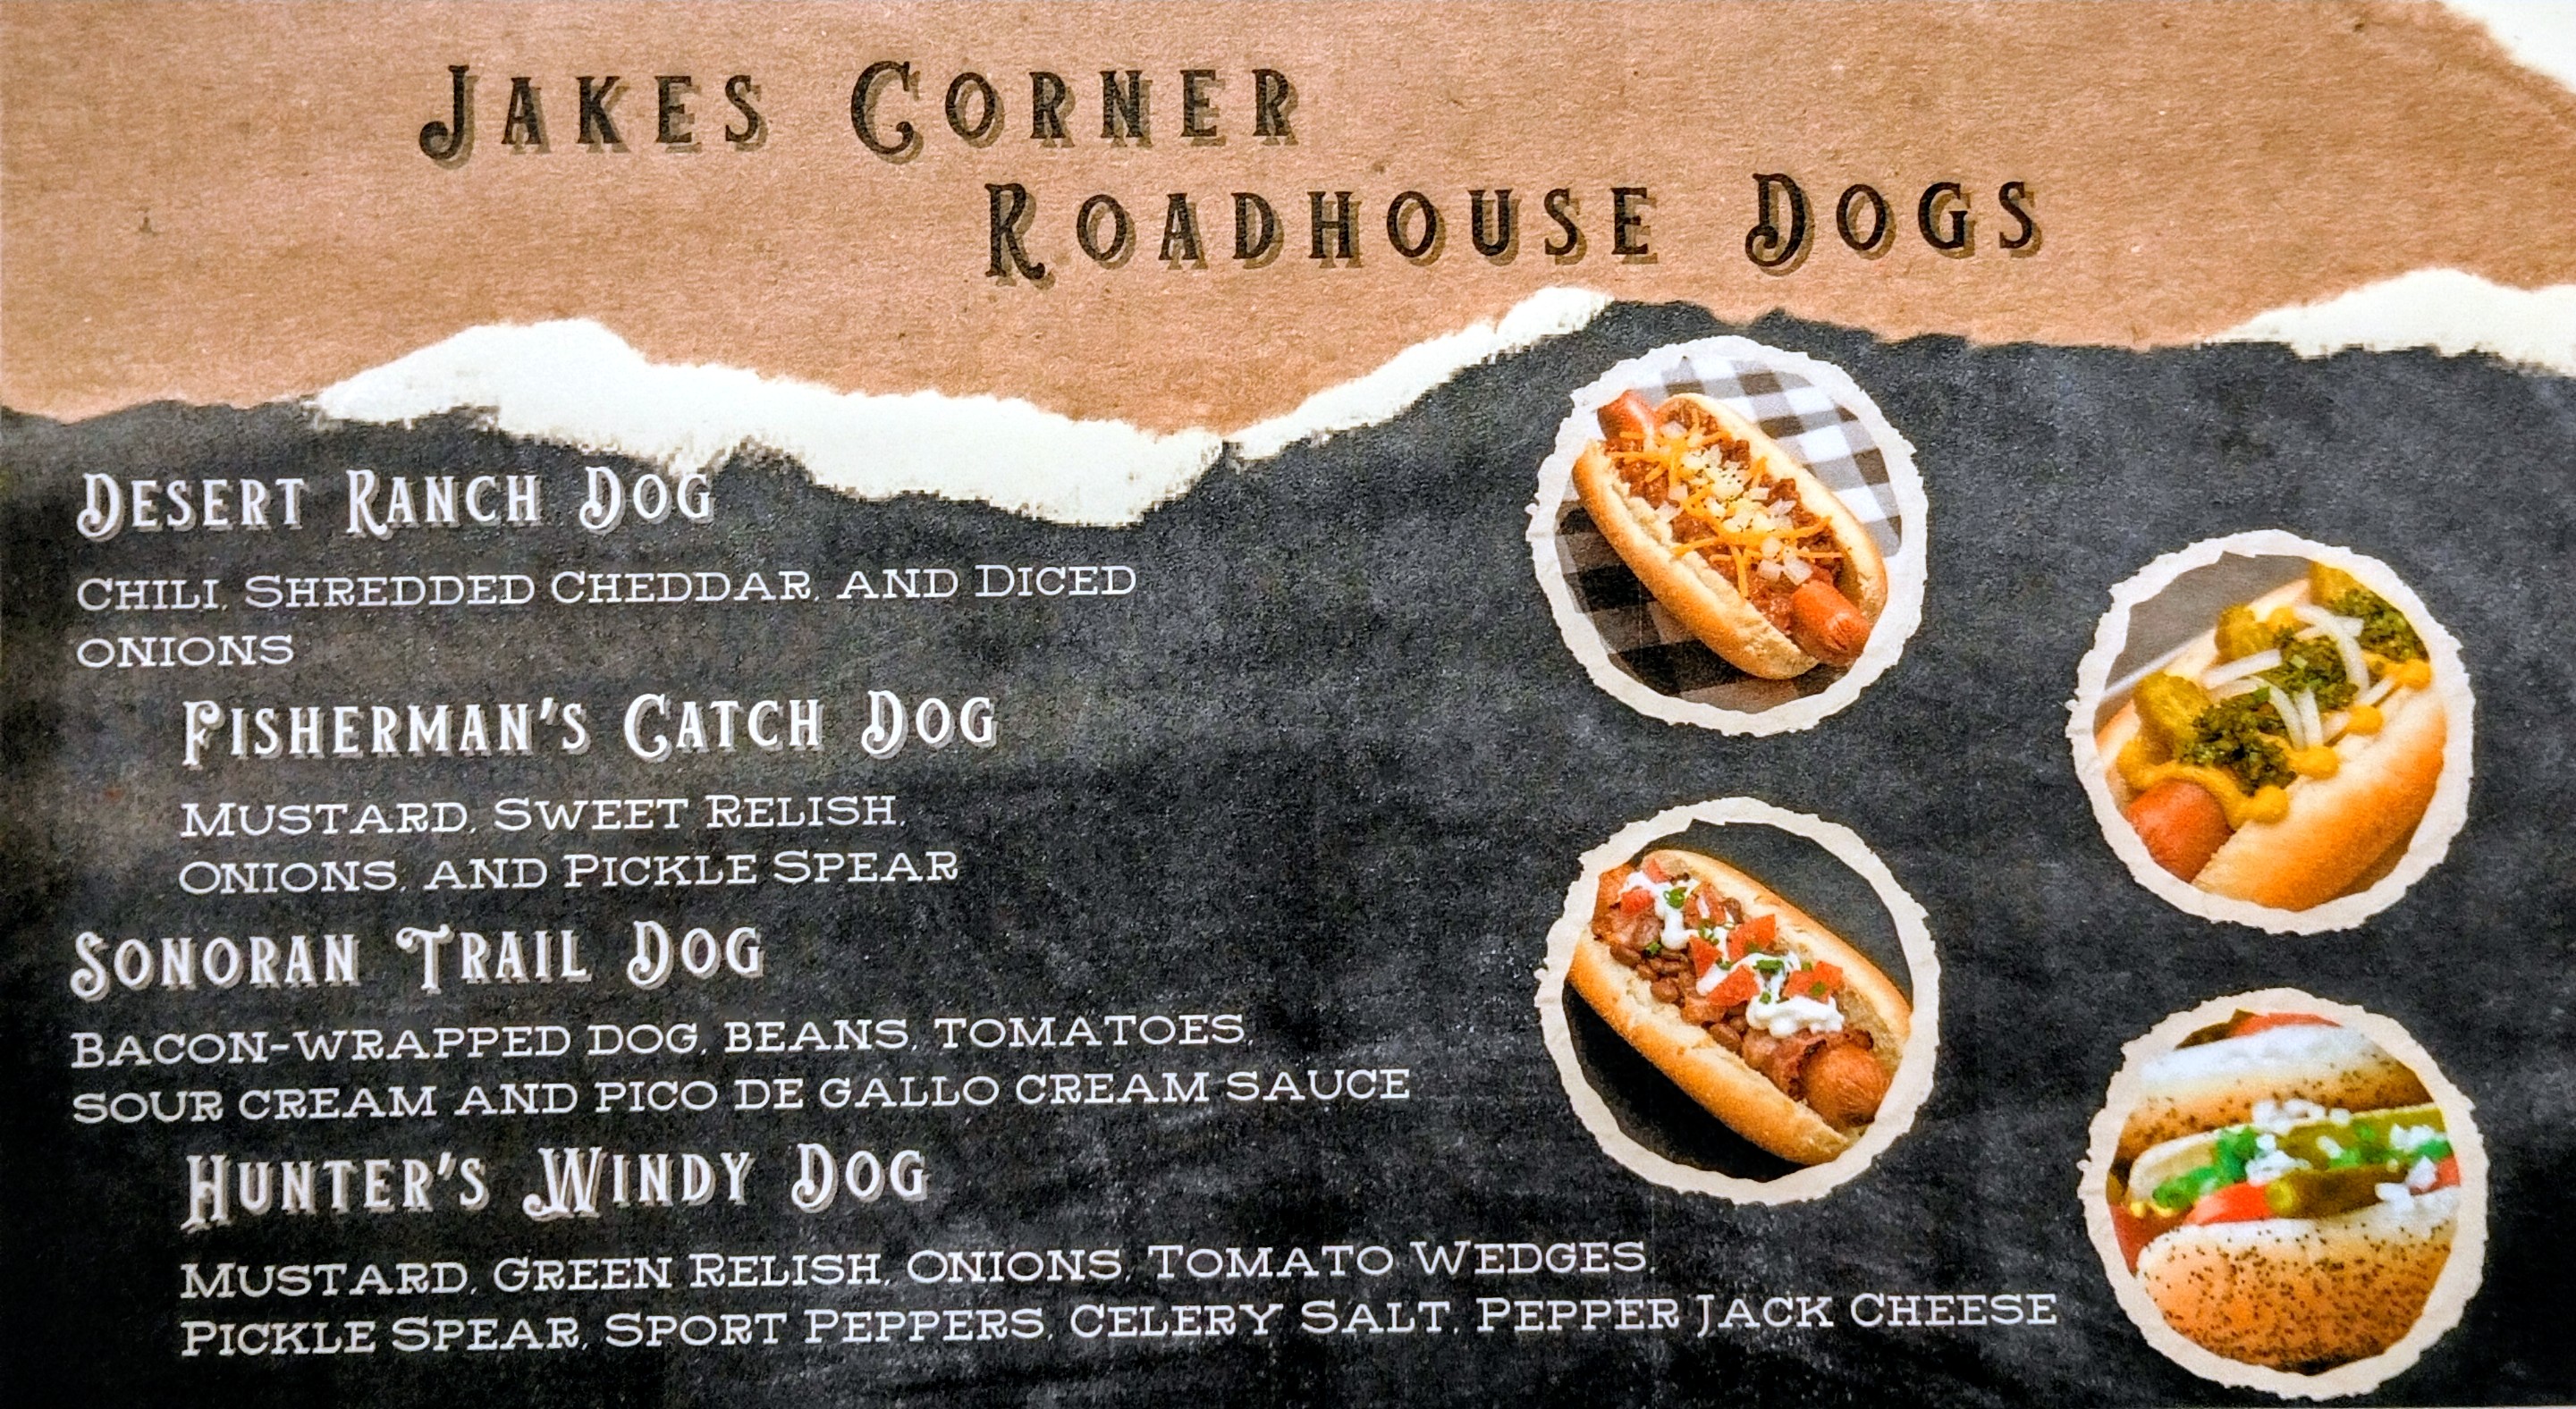 Jakes Corner
Roadhouse Dogs
Desert Ranch Dog
Chili, Shredded Cheddar, and Diced
onions
Fisherman's Catch Dog
Mustard, Sweet Relish,
Onions, and Pickle Spear
Sonoran Trail Dog
Bacon-wrapped dog, beans, tomatoes,
sour cream and pico de gallo cream sauce
Hunter's Windy Dog
Mustard, Green Relish, Onions, Tomato Wedges,
Pickle Spear, Sport Peppers, Celery Salt, Pepper Jack Cheese